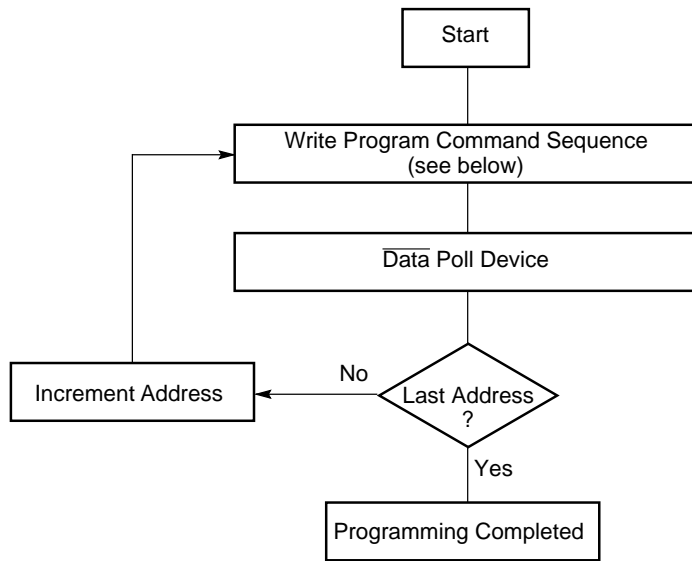 Start
Write Program Command Sequence
(see below)
Data Poll Device
No
Increment Address
Last Address
?
Yes
Programming Completed